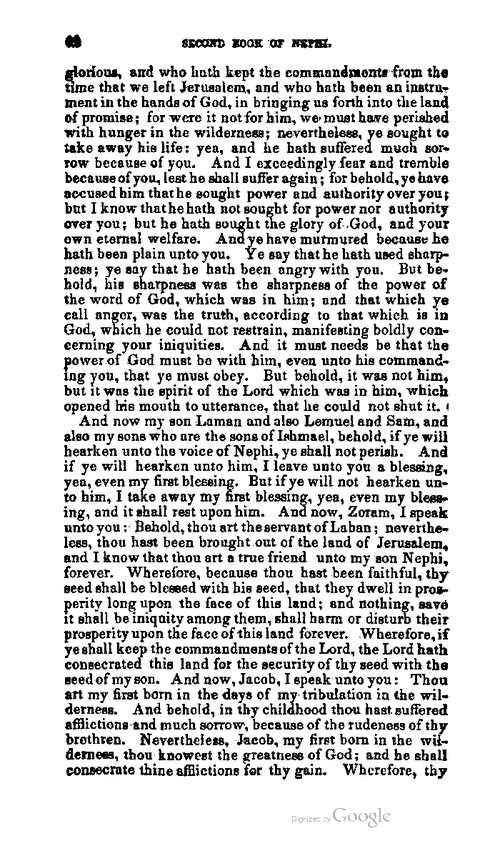 62 SECOND BOOK OF NEPHI.
glorious, and who hath kept the commandments from the
time that we left Jerusalem, and who hath been an instru-
ment in the hands of God, in bringing us forth into the land
of promise; for were it not for him, we must have perished
with hunger in the wilderness; nevertheless, ye sought to
take away his life: yea, and he hath suffered much sor-
row because of you. And I exceedingly fear and tremble
because of you, lest he shall suffer again; for behold, ye have
accused him that he sought power and authority over you;
but I know that he hath not sought for power nor authority
over you; but he hath sought the glory of God, and your
own eternal welfare. And ye have murmured because he
hath been plain unto you. Ye say that he hath used sharp-
ness; ye say that he hath been angry with you. But be-
hold, his sharpness was the sharpness of the power of
the word of God, which was in him; and that which ye
call anger, was the truth, according to that which is in
God, which he could not restrain, manifesting boldly con-
cerning your iniquities. And it must needs be that the
power of God must be with him, even unto his command-
ing you, that ye must obey. But behold, it was not him,
but it was the spirit of the Lord which was in him, which
opened his mouth to utterance, that he could not shut it.
And now my son Laman and also Lemuel and Sam, and
also my sons who are the sons of Ishmael, behold, if ye will
hearken unto the voice of Nephi, ye shall not perish. And
if ye will hearken unto him, I leave unto you a blessing,
yea, even my first blessing. But if ye will not hearken un-
to him, I take away my first blessing, yea, even my bless-
ing, and it shall rest upon him. And now, Zoram, I speak
unto you: Behold, thou art the servant of Laban; neverthe-
less, thou hast been brought out of the land of Jerusalem,
and I know that thou art a true friend unto my son Nephi,
forever. Wherefore, because thou hast been faithful, thy
seed shall be blessed with his seed, that they dwell in pros-
perity long upon the face of this land; and nothing, save
it shall be iniquity among them, shall harm or disturb their
prosperity upon the face of this land forever. Wherefore, if
ye shall keep the commandments of the Lord, the Lord hath
consecrated this land for the security of thy seed with the
seed of my son. And now, Jacob, I speak unto you: Thou
art my first born in the days of my tribulation in the wil-
derness. And behold, in thy childhood thou hast suffered
afflictions and much sorrow, because of the rudeness of thy
brethren. Nevertheless, Jacob, my first born in the wil-
derness, thou knowest the greatness of God; and he shall
consecrate thine afflictions for thy gain. Wherefore, thy
Digitized by Google